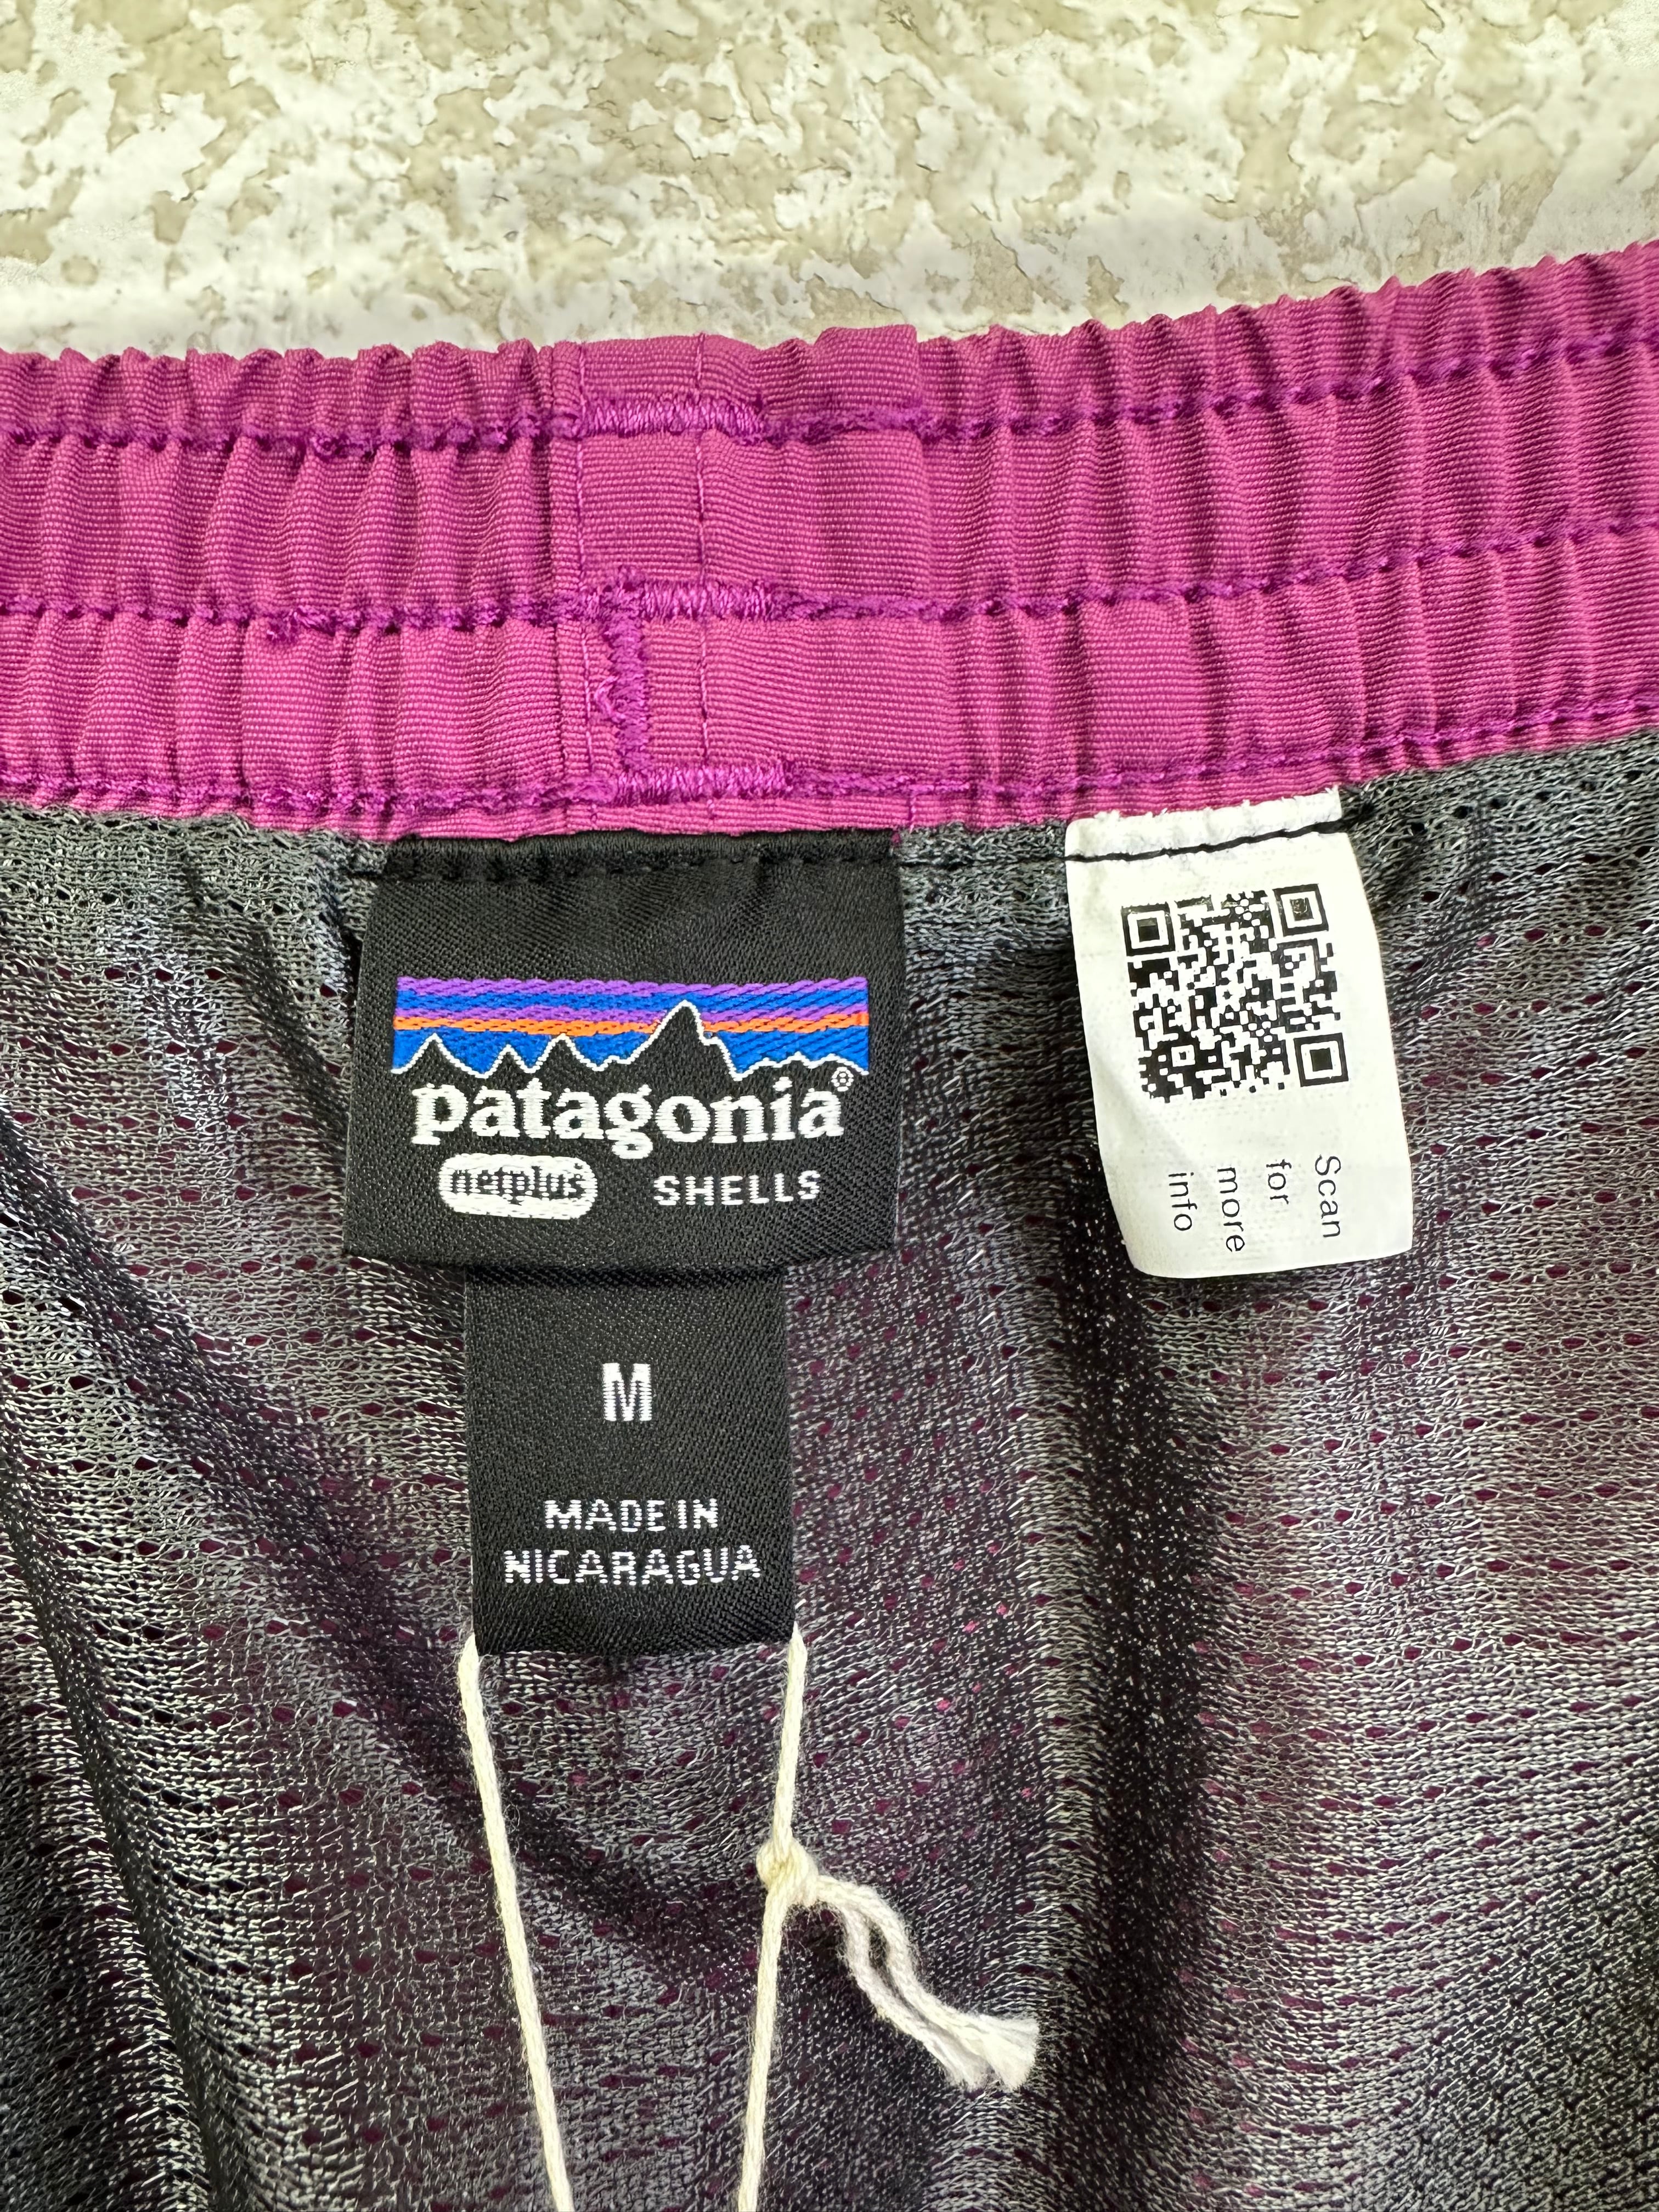 patagonia®
netplus®
SHELLS
M
MADE IN
NICARAGUA
Scan
for
more
info